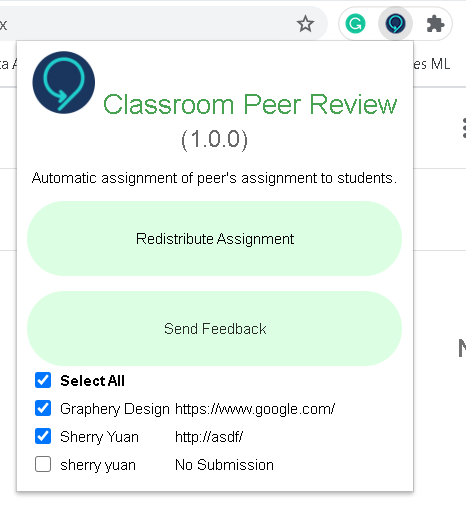 x
ta A
es ML
Classroom Peer Review
(1.0.0)
Automatic assignment of peer's assignment to students.
Redistribute Assignment
Send Feedback
Select All
Graphery Design https://www.google.com/
Sherry Yuan http://asdf/
sherry yuan No Submission
N